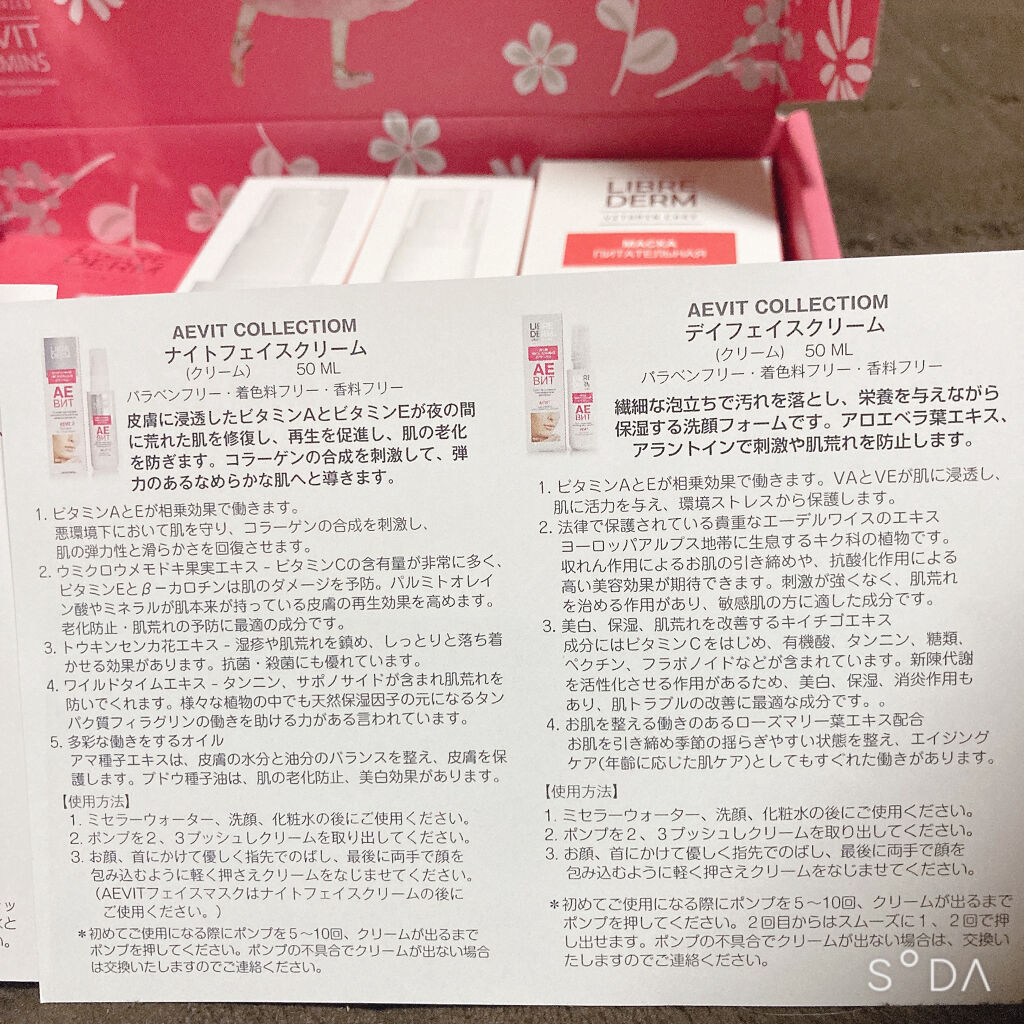 VIT
MINS
LIBRE
DERM
МАСКА
ПИТАТЕЛЬНАЯ
DERM
AEVIT COLLECTIOM
ナイトフェイスクリーム
(クリーム) 50 ML
パラベンフリー・着色料フリー・香料フリー
皮膚に浸透したビタミンAとビタミンEが夜の間
に荒れた肌を修復し、再生を促進し、肌の老化
を防ぎます。コラーゲンの合成を刺激して、弾
力のあるなめらかな肌へと導きます。
1. ビタミンAとEが相乗効果で働きます。
悪環境下において肌を守り、コラーゲンの合成を刺激し、
肌の弾力性と滑らかさを回復させます。
2. ウミクロウメモドキ果実エキス - ビタミンCの含有量が非常に多く、
ビタミンEとβーカロチンは肌のダメージを予防。パルミトオレイ
ン酸やミネラルが肌本来が持っている皮膚の再生効果を高めます。
老化防止・肌荒れの予防に最適の成分です。
3. トウキンセンカ花エキス - 湿疹や肌荒れを鎮め、しっとりと落ち着
かせる効果があります。抗菌・殺菌にも優れています。
4. ワイルドタイムエキス - タンニン、サポノサイドが含まれ肌荒れを
防いでくれます。様々な植物の中でも天然保湿因子の元になるタン
パク質フィラグリンの働きを助ける力がある言われています。
5. 多彩な働きをするオイル
アマ種子エキスは、皮膚の水分と油分のバランスを整え、皮膚を保
護します。ブドウ種子油は、肌の老化防止、美白効果があります。
【使用方法】
1. ミセラーウォーター、洗顔、化粧水の後にご使用ください。
2. ポンプを２、３プッシュしクリームを取り出してください。
3. お顔、首にかけて優しく指先でのばし、最後に両手で顔を
包み込むように軽く押さえクリームをなじませてください。
（AEVITフェイスマスクはナイトフェイスクリームの後に
ご使用ください。）
＊初めてご使用になる際にポンプを５～10回、クリームが出るまで
ポンプを押してください。ポンプの不具合でクリームが出ない場合
は交換いたしますのでご連絡ください。
AEVIT COLLECTIOM
デイフェイスクリーム
(クリーム) 50 ML
パラベンフリー・着色料フリー・香料フリー
繊細な泡立ちで汚れを落とし、栄養を与えながら
保湿する洗顔フォームです。アロエベラ葉エキス、
アラントインで刺激や肌荒れを防止します。
1. ビタミンAとEが相乗効果で働きます。VAとVEが肌に浸透し、
肌に活力を与え、環境ストレスから保護します。
2. 法律で保護されている貴重なエーデルワイスのエキス
ヨーロッパアルプス地帯に生息するキク科の植物です。
収れん作用によるお肌の引き締めや、抗酸化作用による
高い美容効果が期待できます。刺激が強くなく、肌荒れ
を治める作用があり、敏感肌の方に適した成分です。
3. 美白、保湿、肌荒れを改善するキイチゴエキス
成分にはビタミンCをはじめ、有機酸、タンニン、糖類、
ペクチン、フラボノイドなどが含まれています。新陳代謝
を活性化させる作用があるため、美白、保湿、消炎作用も
あり、肌トラブルの改善に最適な成分です。。
4. お肌を整える働きのあるローズマリー葉エキス配合
お肌を引き締め季節の揺らぎやすい状態を整え、エイジング
ケア(年齢に応じた肌ケア)としてもすぐれた働きがあります。
【使用方法】
1. ミセラーウォーター、洗顔、化粧水の後にご使用ください。
2. ポンプを２、３プッシュしクリームを取り出してください。
3. お顔、首にかけて優しく指先でのばし、最後に両手で顔を
包み込むように軽く押さえクリームをなじませてください。
＊初めてご使用になる際にポンプを５～10回、クリームが出るまで
ポンプを押してください。２回目からはスムーズに１、２回で押
し出せます。ポンプの不具合でクリームが出ない場合は、交換い
たしますのでご連絡ください。
AE
ВИТ
AE
ВИТ
AE
ВИТ
AE
ВИТ
SODA